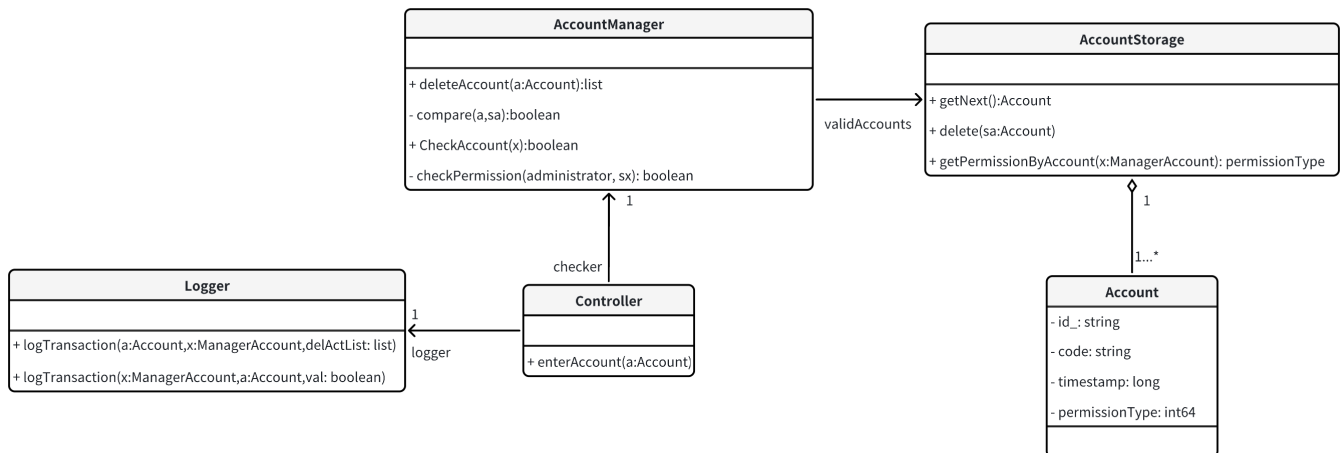 AccountManager
+ deleteAccount(a:Account):list
- compare(a,sa):boolean
+ CheckAccount(x):boolean
- checkPermission(administrator, sx): boolean
validAccounts
AccountStorage
+ getNext():Account
+ delete(sa:Account)
+ getPermissionByAccount(x:ManagerAccount): permissionType
1
1
checker
1...*
Logger
+ logTransaction(a:Account,x:ManagerAccount,delActList: list)
+ logTransaction(x:ManagerAccount,a:Account,val: boolean)
1
logger
Controller
+ enterAccount(a:Account)
Account
- id_: string
- code: string
- timestamp: long
- permissionType: int64